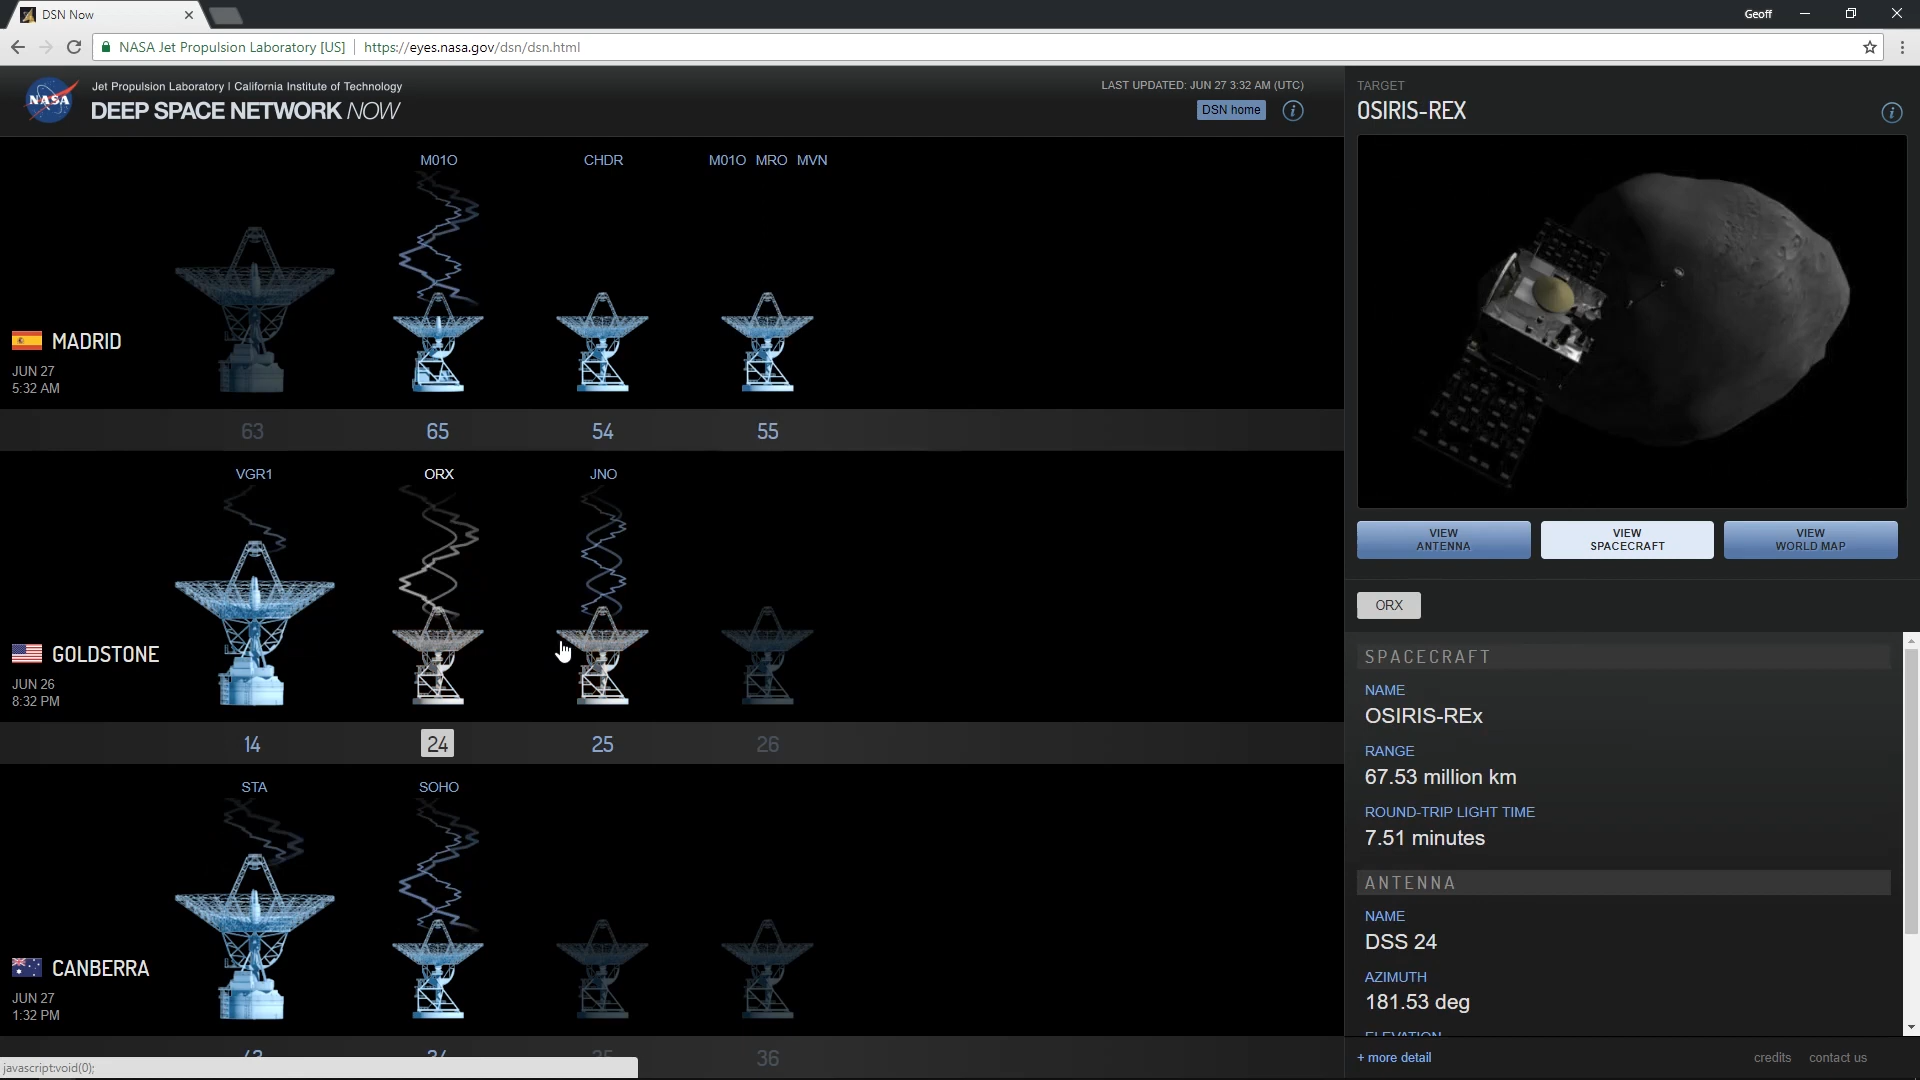 DSN Now
Geoff
NASA Jet Propulsion Laboratory [US]
https://eyes.nasa.gov/dsn/dsn.html
NASA
Jet Propulsion Laboratory | California Institute of Technology
DEEP SPACE NETWORK NOW
LAST UPDATED: JUN 27 3:32 AM (UTC)
DSN home
M01O
CHDR
M01O MRO MVN
MADRID
JUN 27
5:32 AM
63
65
54
55
VGR1
ORX
JNO
GOLDSTONE
JUN 26
8:32 PM
14
24
25
26
STA
SOHO
CANBERRA
JUN 27
1:32 PM
36
javascript:void(0);
TARGET
OSIRIS-REX
VIEW
ANTENNA
VIEW
SPACECRAFT
VIEW
WORLD MAP
ORX
SPACECRAFT
NAME
OSIRIS-REx
RANGE
67.53 million km
ROUND-TRIP LIGHT TIME
7.51 minutes
ANTENNA
NAME
DSS 24
AZIMUTH
181.53 deg
ELEVATION
+ more detail
credits
contact us